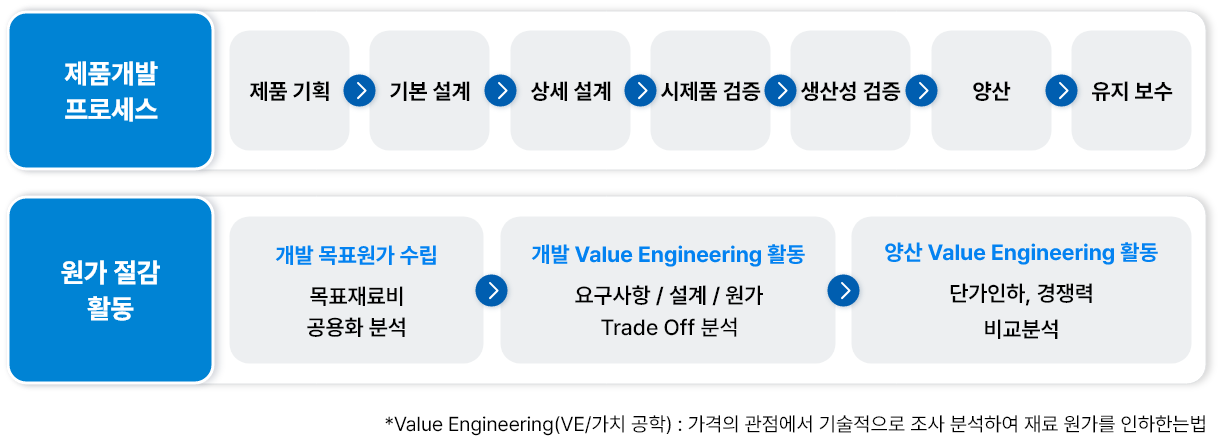 제품개발
프로세스
제품 기획
기본 설계
상세 설계
시제품 검증
생산성 검증
양산
유지 보수
원가 절감
활동
개발 목표원가 수립
목표재료비
공용화 분석
개발 Value Engineering 활동
요구사항 / 설계 / 원가
Trade Off 분석
양산 Value Engineering 활동
단가인하, 경쟁력
비교분석
*Value Engineering(VE/가치 공학) : 가격의 관점에서 기술적으로 조사 분석하여 재료 원가를 인하한는법